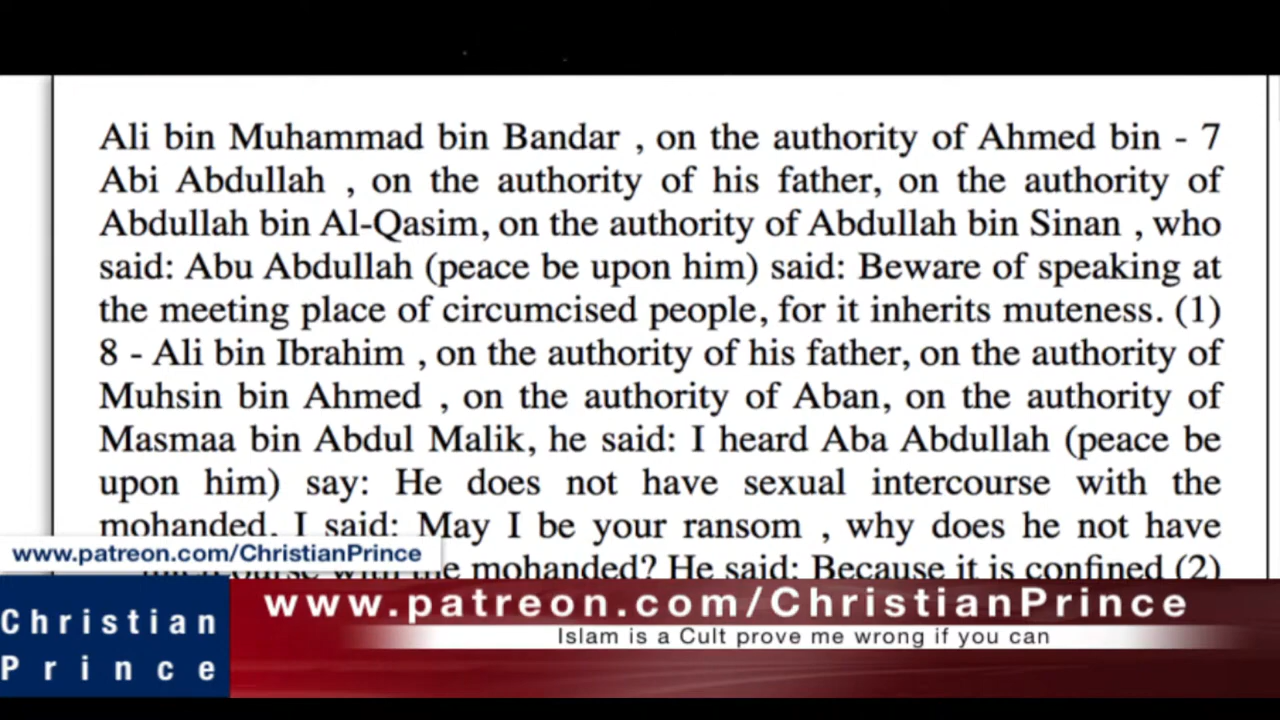 Ali bin Muhammad bin Bandar , on the authority of Ahmed bin - 7
Abi Abdullah , on the authority of his father, on the authority of
Abdullah bin Al-Qasim, on the authority of Abdullah bin Sinan , who
said: Abu Abdullah (peace be upon him) said: Beware of speaking at
the meeting place of circumcised people, for it inherits muteness. (1)
8 - Ali bin Ibrahim , on the authority of his father, on the authority of
Muhsin bin Ahmed , on the authority of Aban, on the authority of
Masmaa bin Abdul Malik, he said: I heard Aba Abdullah (peace be
upon him) say: He does not have sexual intercourse with the
mohanded. I said: May I be your ransom , why does he not have
with the mohanded? He said: Because it is confined (2)
www.patreon.com/ChristianPrince
www.patreon.com/ChristianPrince
Islam is a Cult prove me wrong if you can
Christian
Prince